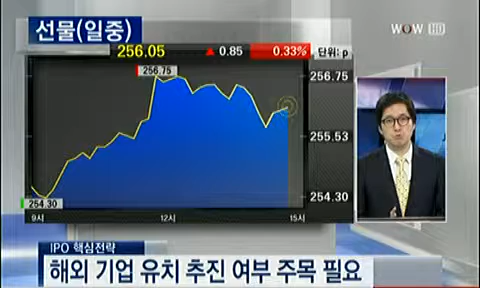 선물(일중)
WOW HD
256.05 ▲ 0.85 0.33% 단위: p
256.75
256.75
255.53
254.30
254.30
9시 12시 15시
IPO 핵심전략
해외 기업 유치 추진 여부 주목 필요